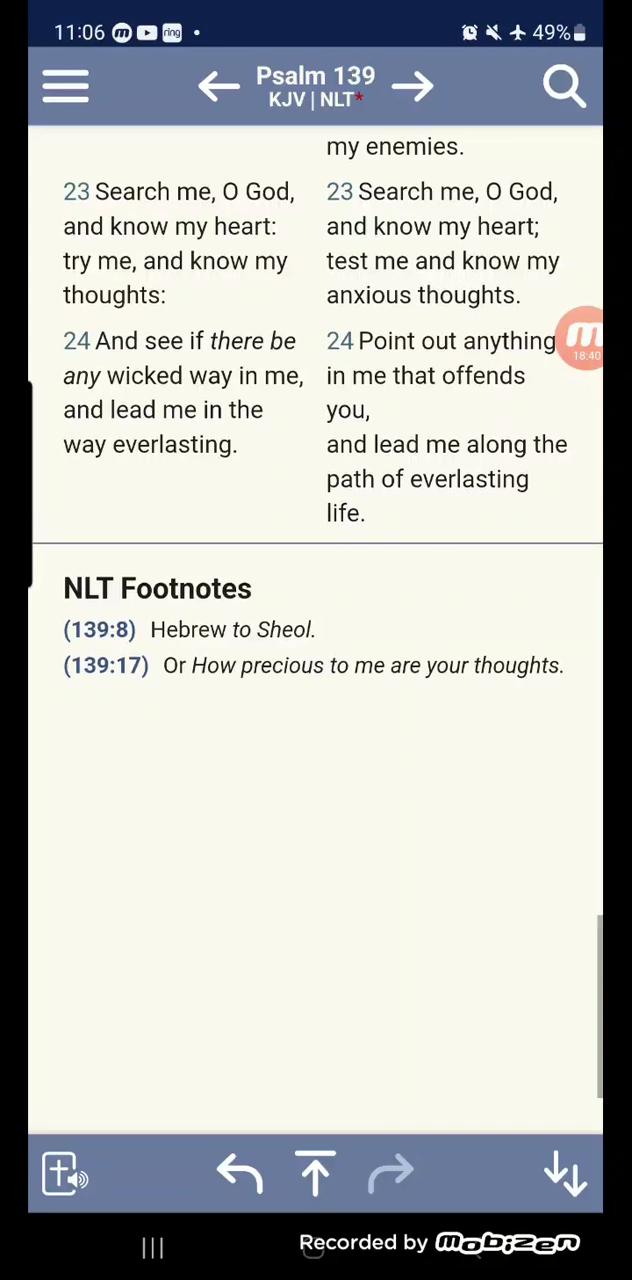 11:06 m ring • 49%
Psalm 139
KJV | NLT*
my enemies.
23 Search me, O God,
and know my heart:
try me, and know my
thoughts:
23 Search me, O God,
and know my heart;
test me and know my
anxious thoughts.
24 And see if there be
any wicked way in me,
and lead me in the
way everlasting.
24 Point out anything
in me that offends
you,
and lead me along the
path of everlasting
life.
m
18:40
NLT Footnotes
(139:8) Hebrew to Sheol.
(139:17) Or How precious to me are your thoughts.
Recorded by mobizen